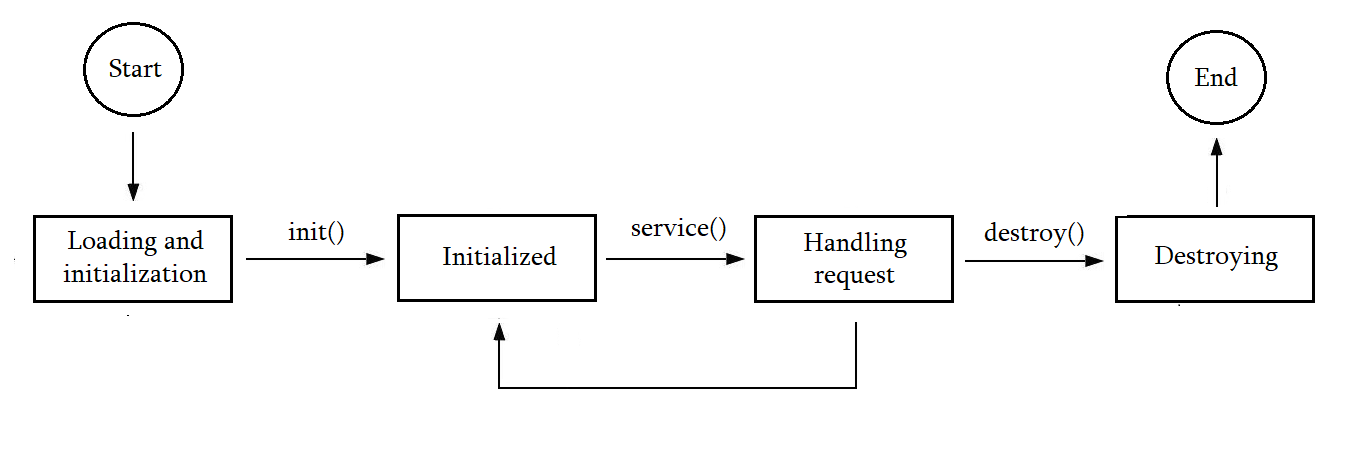 Start
End
Loading and
initialization
init()
Initialized
service()
Handling
request
destroy()
Destroying